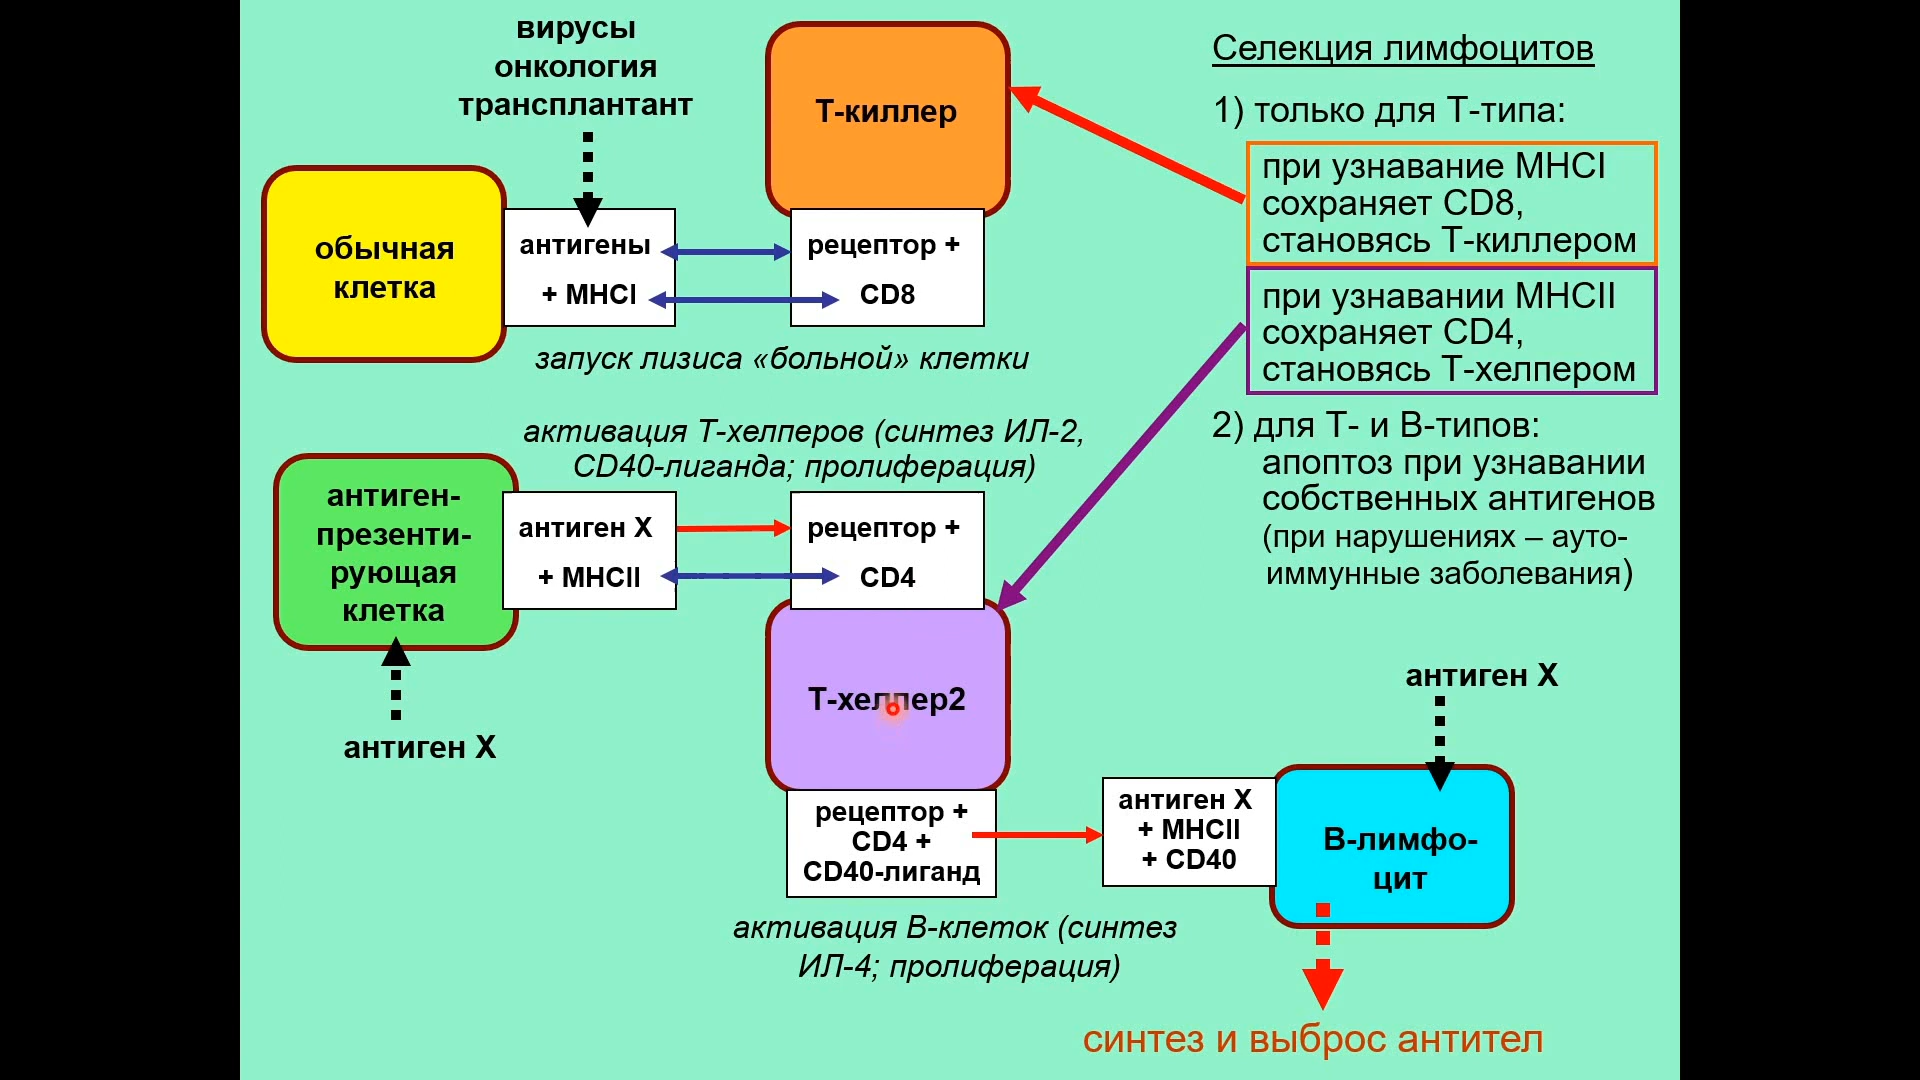 вирусы
онкология
трансплантант
Т-киллер
обычная
клетка
антигены
+ MHCI
рецептор +
CD8
запуск лизиса «больной» клетки
активация Т-хелперов (синтез ИЛ-2,
CD40-лиганда; пролиферация)
антиген-
презенти-
рующая
клетка
антиген X
+ MHCII
рецептор +
CD4
антиген X
Т-хелпер2
рецептор +
CD4 +
CD40-лиганд
активация В-клеток (синтез
ИЛ-4; пролиферация)
Селекция лимфоцитов
1) только для Т-типа:
при узнавание MHCI
сохраняет CD8,
становясь Т-киллером
при узнавании MHCII
сохраняет CD4,
становясь Т-хелпером
2) для Т- и В-типов:
апоптоз при узнавании
собственных антигенов
(при нарушениях – ауто-
иммунные заболевания)
антиген X
антиген X
+ MHCII
+ CD40
В-лимфо-
цит
синтез и выброс антител